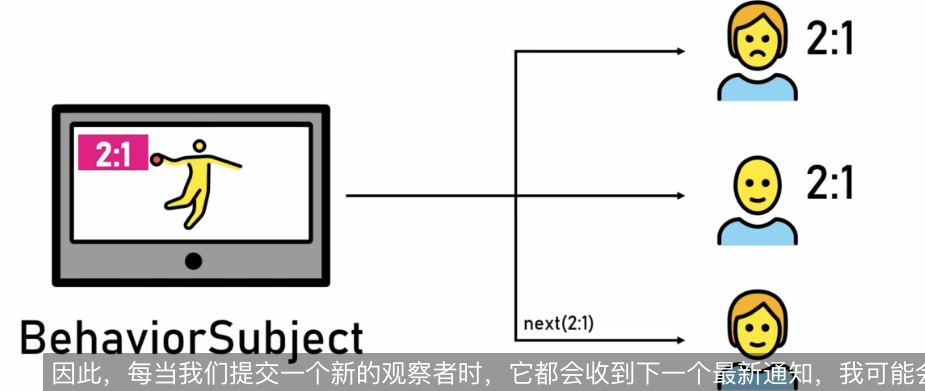 2:1
2:1
2:1
next(2:1)
BehaviorSubject
因此，每当我们提交一个新的观察者时，它都会收到下一个最新通知，我可能会